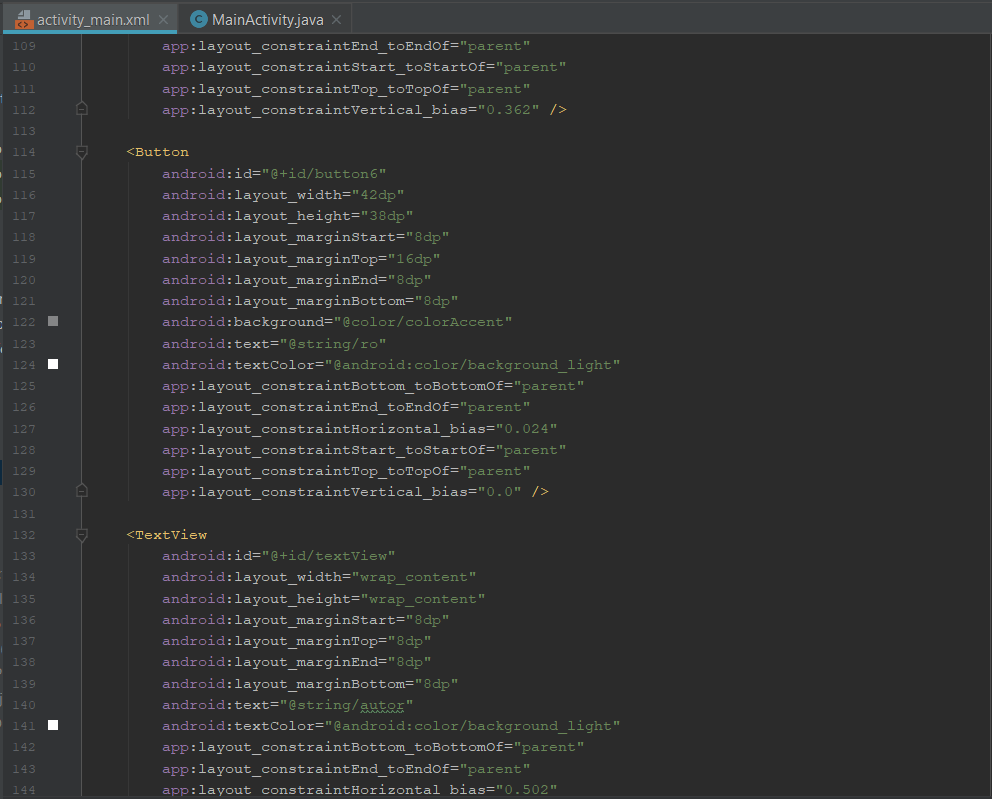 activity_main.xml MainActivity.java
109 app:layout_constraintEnd_toEndOf="parent"
110 app:layout_constraintStart_toStartOf="parent"
111 app:layout_constraintTop_toTopOf="parent"
112 app:layout_constraintVertical_bias="0.362" />
113
114 <Button
115 android:id="@+id/button6"
116 android:layout_width="42dp"
117 android:layout_height="38dp"
118 android:layout_marginStart="8dp"
119 android:layout_marginTop="16dp"
120 android:layout_marginEnd="8dp"
121 android:layout_marginBottom="8dp"
122 android:background="@color/colorAccent"
123 android:text="@string/ro"
124 android:textColor="@android:color/background_light"
125 app:layout_constraintBottom_toBottomOf="parent"
126 app:layout_constraintEnd_toEndOf="parent"
127 app:layout_constraintHorizontal_bias="0.024"
128 app:layout_constraintStart_toStartOf="parent"
129 app:layout_constraintTop_toTopOf="parent"
130 app:layout_constraintVertical_bias="0.0" />
131
132 <TextView
133 android:id="@+id/textView"
134 android:layout_width="wrap_content"
135 android:layout_height="wrap_content"
136 android:layout_marginStart="8dp"
137 android:layout_marginTop="8dp"
138 android:layout_marginEnd="8dp"
139 android:layout_marginBottom="8dp"
140 android:text="@string/autor"
141 android:textColor="@android:color/background_light"
142 app:layout_constraintBottom_toBottomOf="parent"
143 app:layout_constraintEnd_toEndOf="parent"
144 app:layout_constraintHorizontal_bias="0.502"